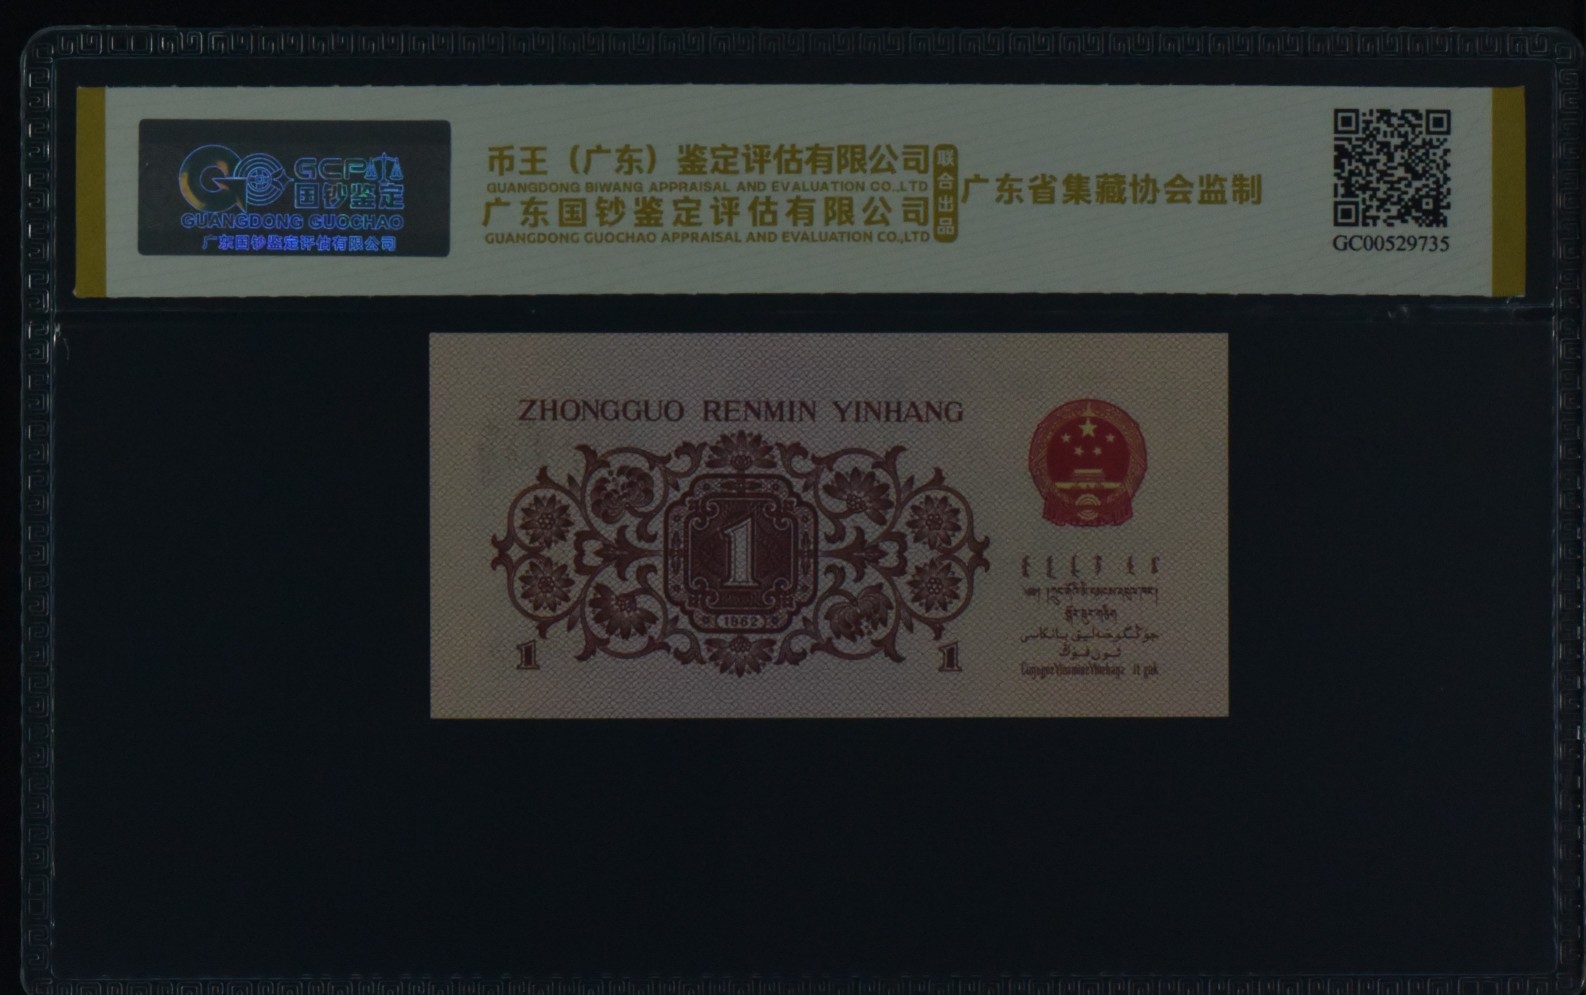 GCP
国钞鉴定
GUANGDONG GUOCHAO
广东国钞鉴定评估有限公司
币王（广东）鉴定评估有限公司
GUANGDONG BIWANG APPRAISAL AND EVALUATION CO.,LTD
广东国钞鉴定评估有限公司
GUANGDONG GUOCHAO APPRAISAL AND EVALUATION CO.,LTD
联合出品
广东省集藏协会监制
GC00529735
ZHONGGUO RENMIN YINHANG
1
1962
1
1